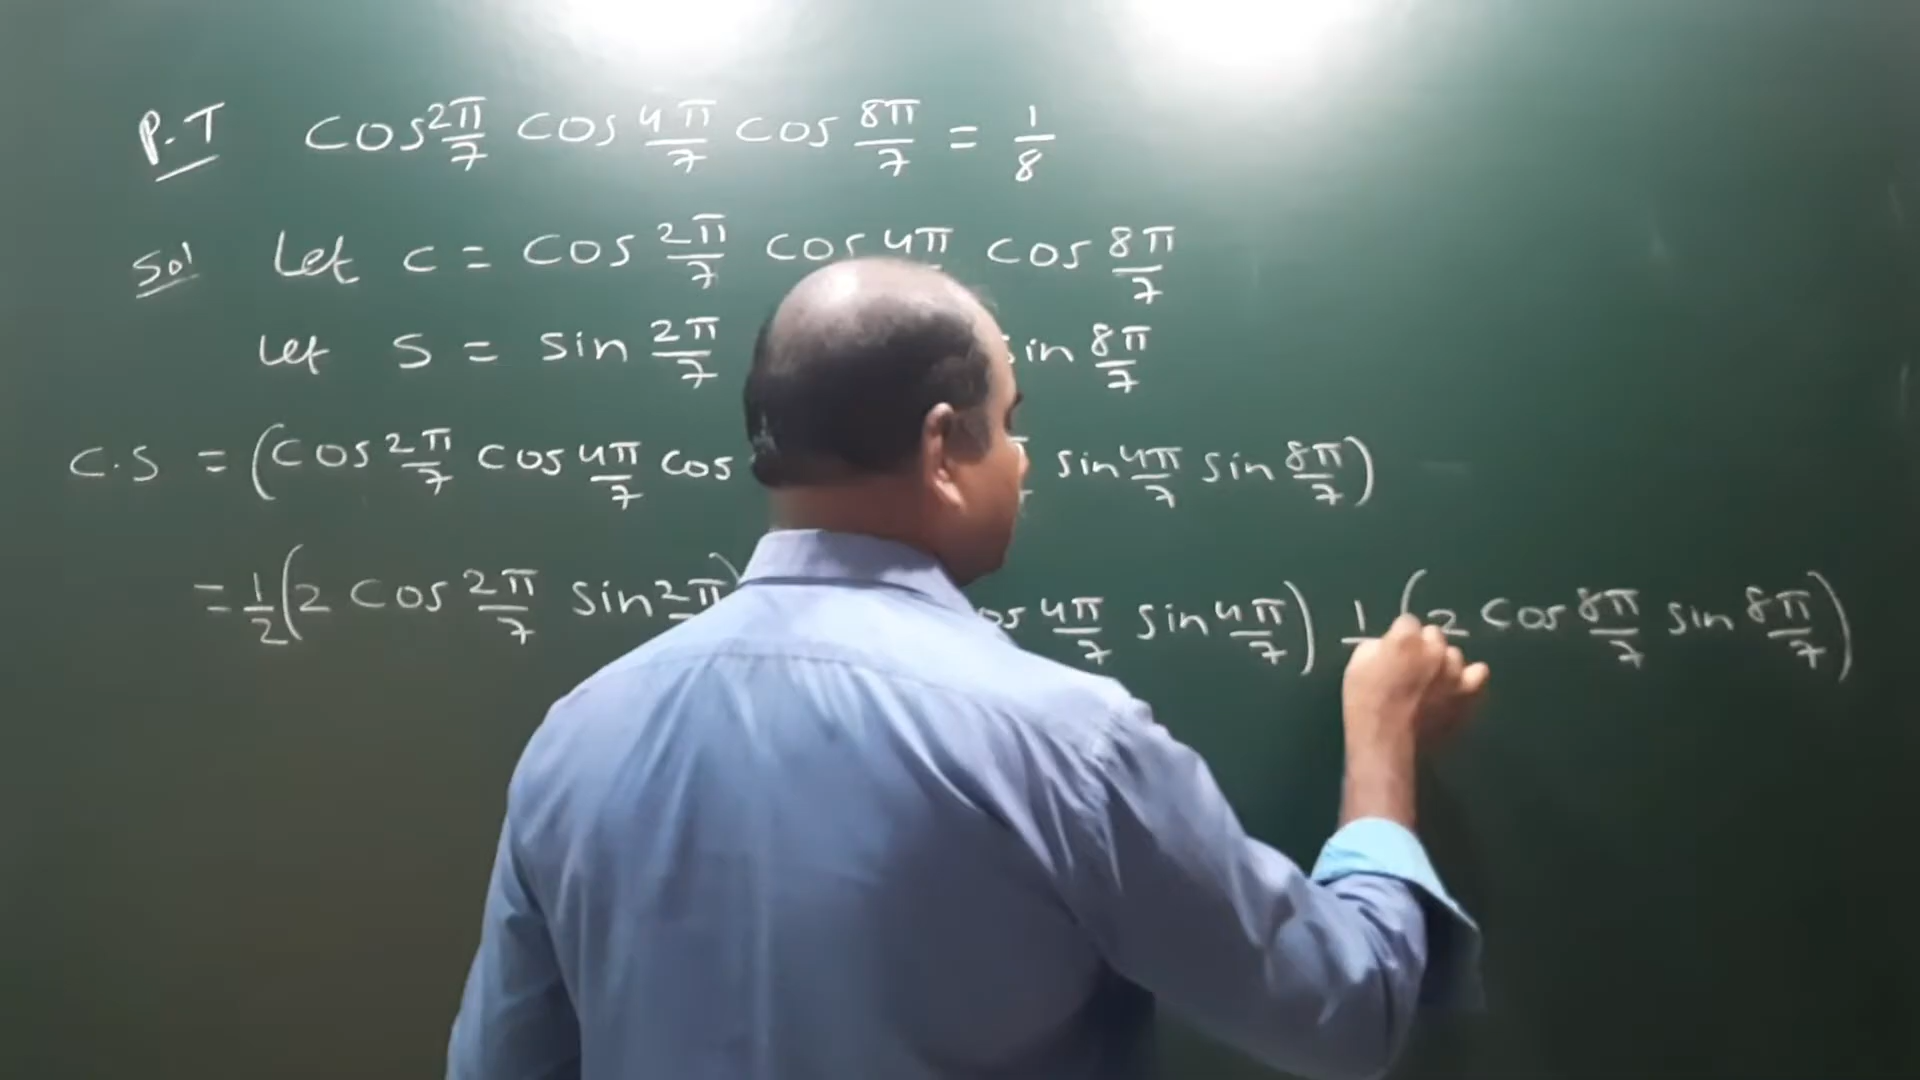 P.T cos 2π/7 cos 4π/7 cos 8π/7 = 1/8
Sol Let C = cos 2π/7 cos 4π cos 8π/7
Let S = sin 2π/7 sin 8π/7
C.S = (cos 2π/7 cos 4π/7 cos sin 4π/7 sin 8π/7)
= 1/2 (2 cos 2π/7 sin 2π) cos 4π/7 sin 4π/7) 1 (2 cos 8π/7 sin 8π/7)